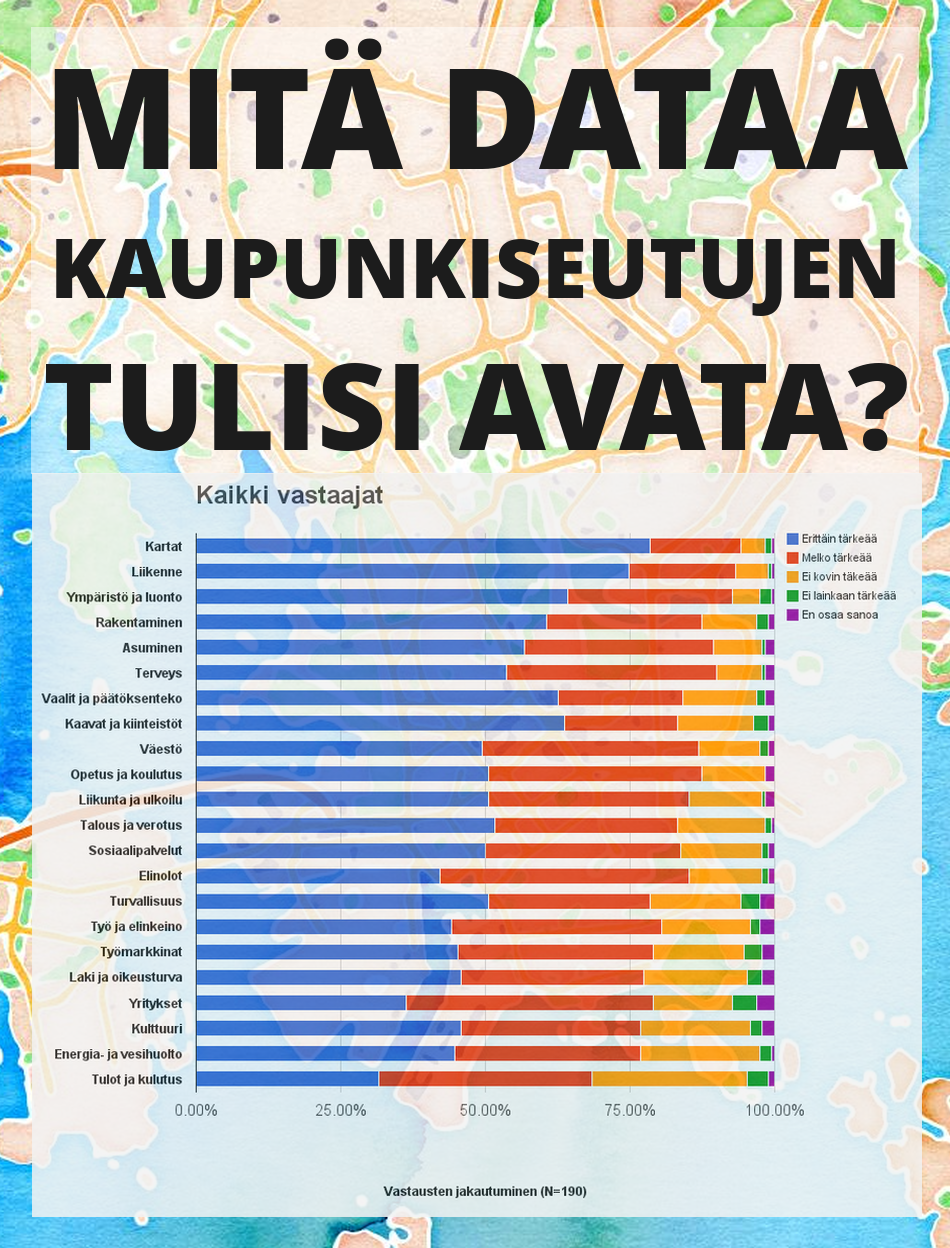 MITÄ DATAA
KAUPUNKISEUTUJEN
TULISI AVATA?
Kaikki vastaajat
Erittäin tärkeää
Melko tärkeää
Ei kovin täkeää
Ei lainkaan tärkeää
En osaa sanoa
Kartat
Liikenne
Ympäristö ja luonto
Rakentaminen
Asuminen
Terveys
Vaalit ja päätöksenteko
Kaavat ja kiinteistöt
Väestö
Opetus ja koulutus
Liikunta ja ulkoilu
Talous ja verotus
Sosiaalipalvelut
Elinolot
Turvallisuus
Työ ja elinkeino
Työmarkkinat
Laki ja oikeusturva
Yritykset
Kulttuuri
Energia- ja vesihuolto
Tulot ja kulutus
0.00% 25.00% 50.00% 75.00% 100.00%
Vastausten jakautuminen (N=190)